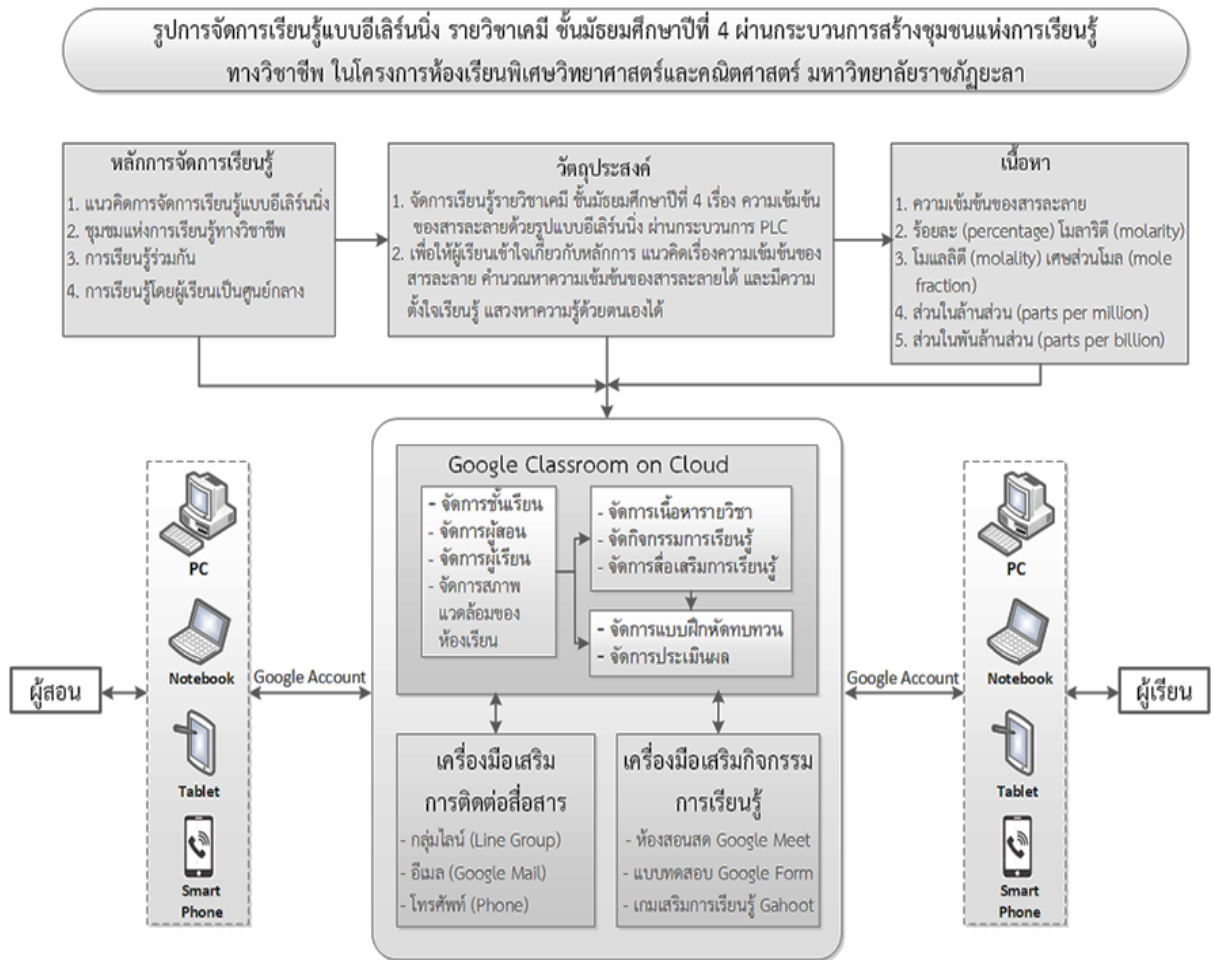 รูปการจัดการเรียนรู้แบบอีเลิร์นนิ่ง รายวิชาเคมี ชั้นมัธยมศึกษาปีที่ 4 ผ่านกระบวนการสร้างชุมชนแห่งการเรียนรู้
ทางวิชาชีพ ในโครงการห้องเรียนพิเศษวิทยาศาสตร์และคณิตศาสตร์ มหาวิทยาลัยราชภัฏยะลา
หลักการจัดการเรียนรู้
1. แนวคิดการจัดการเรียนรู้แบบอีเลิร์นนิ่ง
2. ชุมชมแห่งการเรียนรู้ทางวิชาชีพ
3. การเรียนรู้ร่วมกัน
4. การเรียนรู้โดยผู้เรียนเป็นศูนย์กลาง
วัตถุประสงค์
1. จัดการเรียนรู้รายวิชาเคมี ชั้นมัธยมศึกษาปีที่ 4 เรื่อง ความเข้มข้น
ของสารละลายด้วยรูปแบบอีเลิร์นนิ่ง ผ่านกระบวนการ PLC
2. เพื่อให้ผู้เรียนเข้าใจเกี่ยวกับหลักการ แนวคิดเรื่องความเข้มข้นของ
สารละลาย คำนวณหาความเข้มข้นของสารละลายได้ และมีความ
ตั้งใจเรียนรู้ แสวงหาความรู้ด้วยตนเองได้
เนื้อหา
1. ความเข้มข้นของสารละลาย
2. ร้อยละ (percentage) โมลาริตี (molarity)
3. โมแลลิตี (molality) เศษส่วนโมล (mole
fraction)
4. ส่วนในล้านส่วน (parts per million)
5. ส่วนในพันล้านส่วน (parts per billion)
Google Classroom on Cloud
- จัดการชั้นเรียน
- จัดการผู้สอน
- จัดการผู้เรียน
- จัดการสภาพ
แวดล้อมของ
ห้องเรียน
- จัดการเนื้อหารายวิชา
- จัดกิจกรรมการเรียนรู้
- จัดการสื่อเสริมการเรียนรู้
- จัดการแบบฝึกหัดทบทวน
- จัดการประเมินผล
ผู้สอน
PC
Notebook
Tablet
Smart
Phone
Google Account
เครื่องมือเสริม
การติดต่อสื่อสาร
- กลุ่มไลน์ (Line Group)
- อีเมล (Google Mail)
- โทรศัพท์ (Phone)
เครื่องมือเสริมกิจกรรม
การเรียนรู้
- ห้องสอนสด Google Meet
- แบบทดสอบ Google Form
- เกมเสริมการเรียนรู้ Gahoot
Google Account
PC
Notebook
Tablet
Smart
Phone
ผู้เรียน